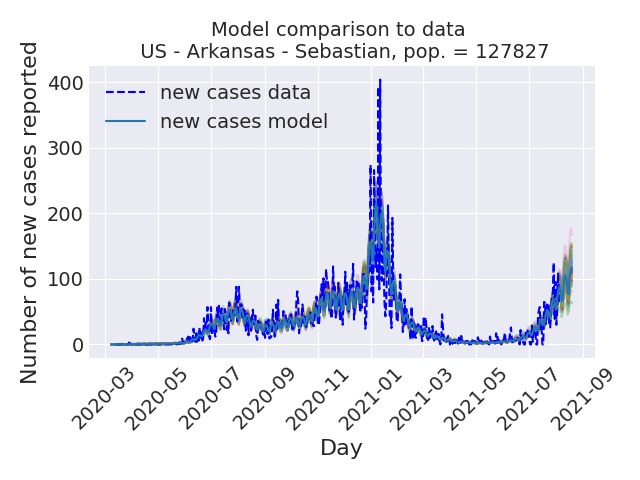 Model comparison to data
US - Arkansas - Sebastian, pop. = 127827
Number of new cases reported
400
300
200
100
0
new cases data
new cases model
2020-03
2020-05
2020-07
2020-09
2020-11
2021-01
2021-03
2021-05
2021-07
2021-09
Day